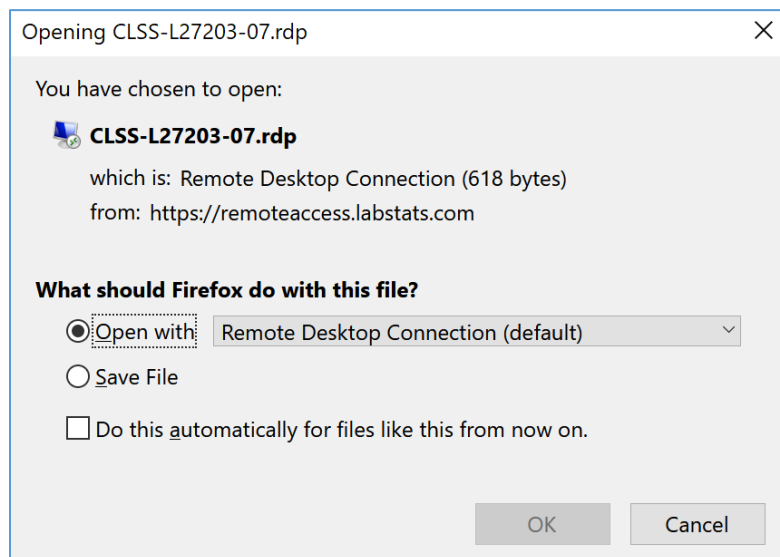 Opening CLSS-L27203-07.rdp
You have chosen to open:
CLSS-L27203-07.rdp
which is: Remote Desktop Connection (618 bytes)
from: https://remoteaccess.labstats.com
What should Firefox do with this file?
Open with Remote Desktop Connection (default)
Save File
Do this automatically for files like this from now on.
OK Cancel